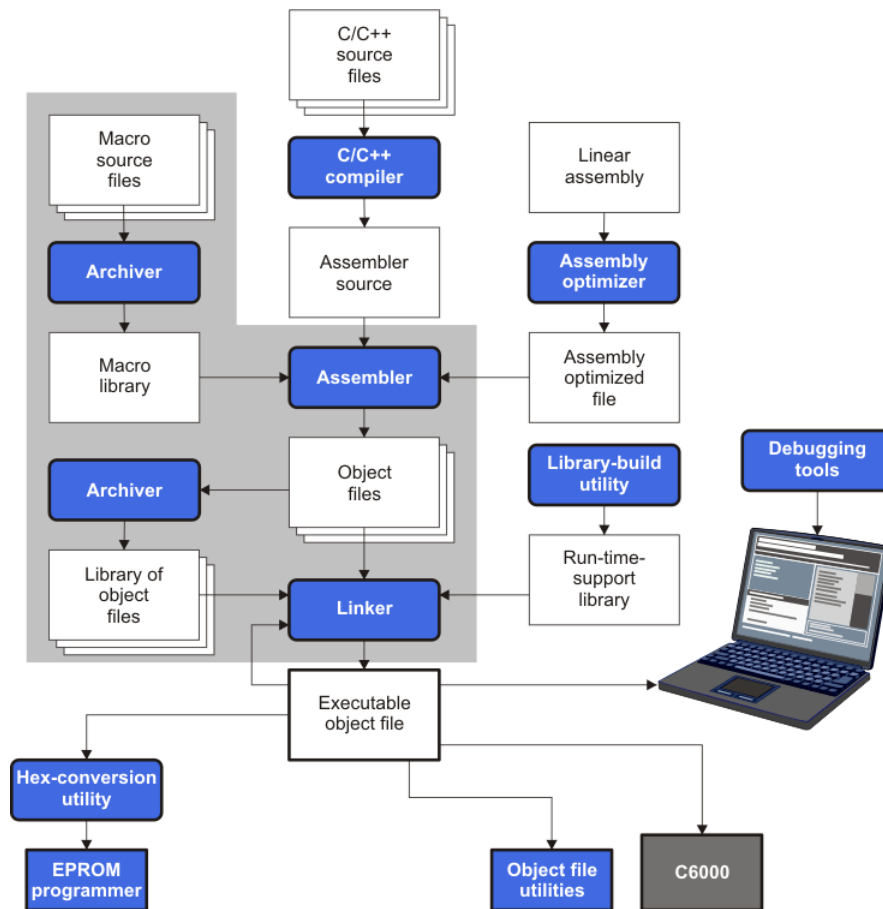 C/C++
source
files
Macro
source
files
C/C++
compiler
Linear
assembly
Archiver
Assembler
source
Assembly
optimizer
Macro
library
Assembler
Assembly
optimized
file
Archiver
Object
files
Library-build
utility
Debugging
tools
Library of
object
files
Linker
Run-time-
support
library
Executable
object file
Hex-conversion
utility
EPROM
programmer
Object file
utilities
C6000